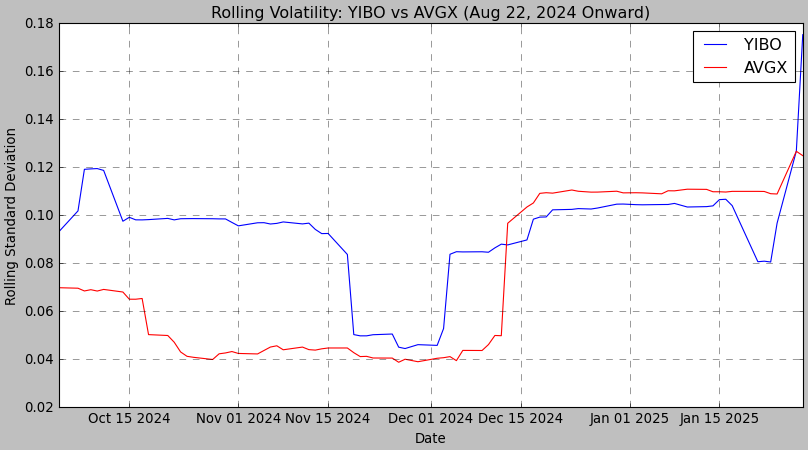 Rolling Volatility: YIBO vs AVGX (Aug 22, 2024 Onward)
YIBO
AVGX
Rolling Standard Deviation
0.18
0.16
0.14
0.12
0.10
0.08
0.06
0.04
0.02
Oct 15 2024 Nov 01 2024 Nov 15 2024 Dec 01 2024 Dec 15 2024 Jan 01 2025 Jan 15 2025
Date